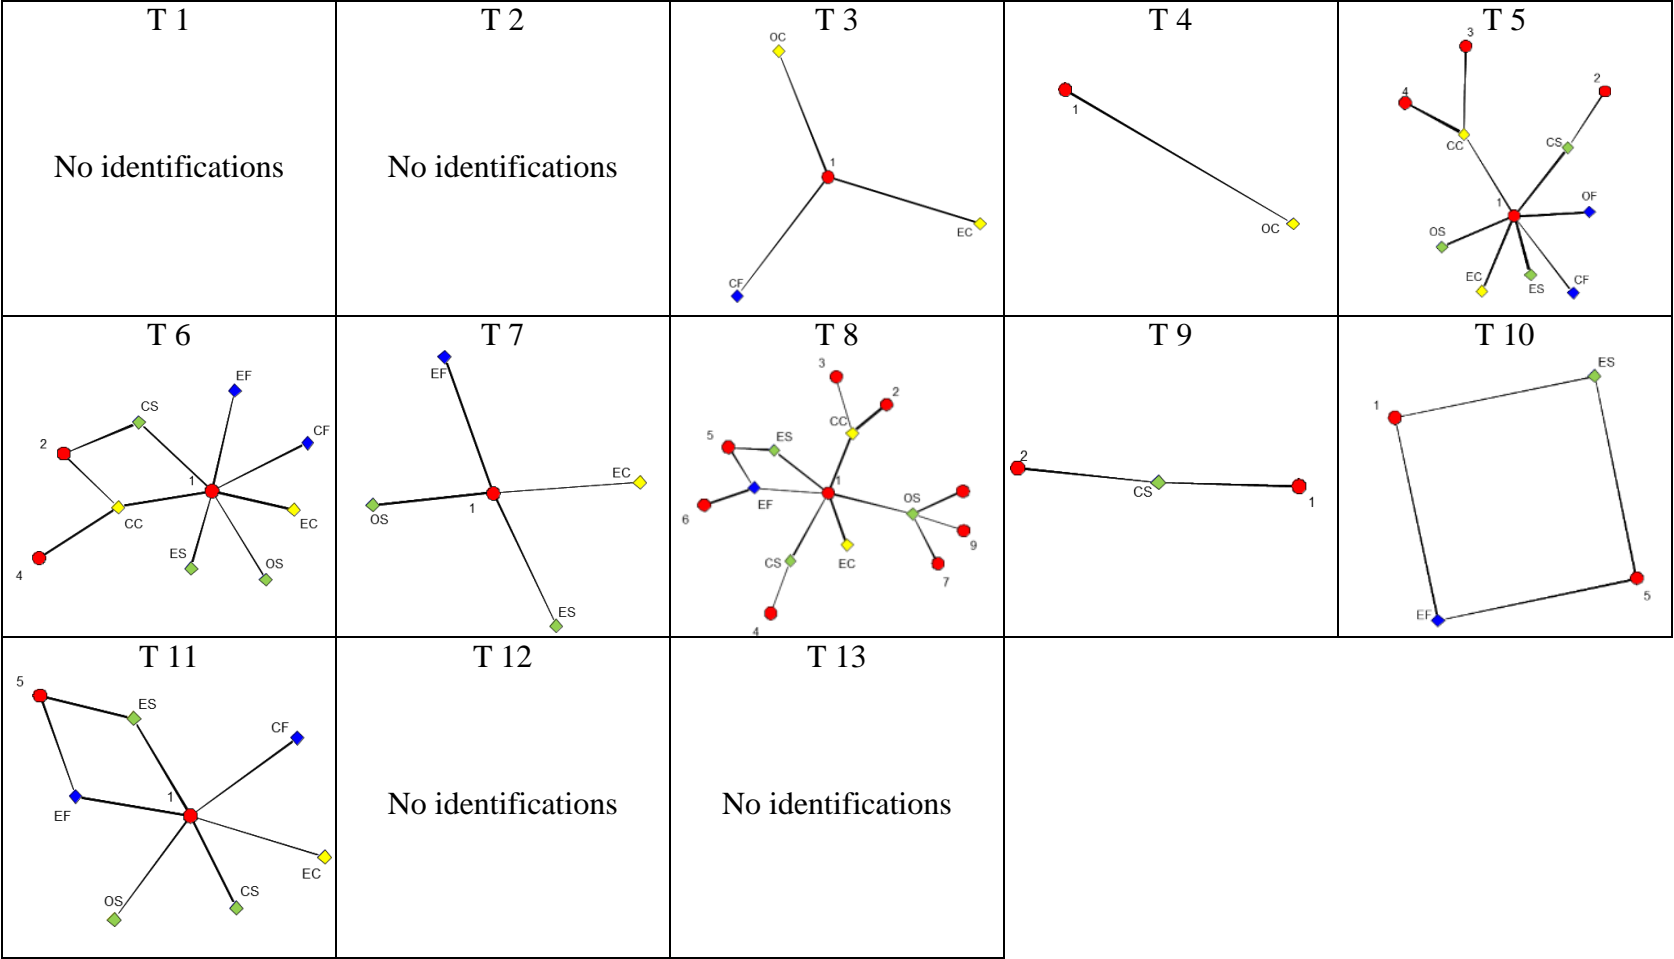 T 1
No identifications
T 2
No identifications
T 3
OC
1
EC
CF
T 4
1
OC
T 5
3
4
2
CC
CS
1
OF
OS
EC
ES
CF
T 6
EF
CS
CF
2
1
CC
EC
ES
OS
4
T 7
EF
EC
OS
1
ES
T 8
3
2
CC
5
ES
1
EF
OS
6
CS
EC
9
7
4
T 9
2
CS
1
T 10
ES
1
5
EF
T 11
5
ES
CF
1
EF
EC
CS
OS
T 12
No identifications
T 13
No identifications